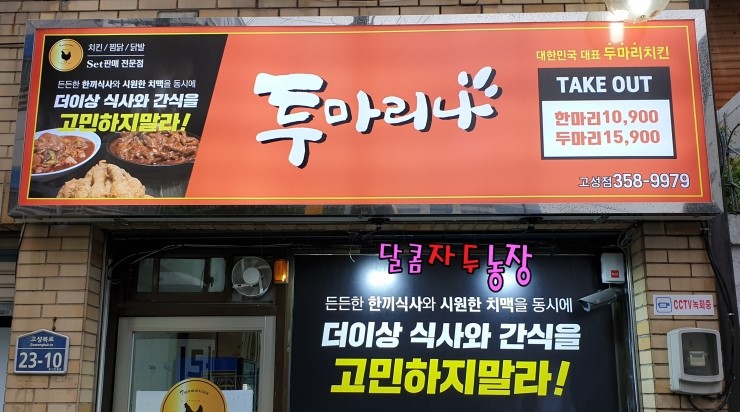 치킨/찜닭/닭발
Set판매 전문점
든든한 한끼식사와 시원한 치맥을 동시에
더이상 식사와 간식을
고민하지말라!
두마리나
대한민국 대표 두마리치킨
TAKE OUT
한마리10,900
두마리15,900
고성점358-9979
달콤자두농장
든든한 한끼식사와 시원한 치맥을 동시에
더이상 식사와 간식을
고민하지말라!
고성북로
23-10
CCTV녹화중
15